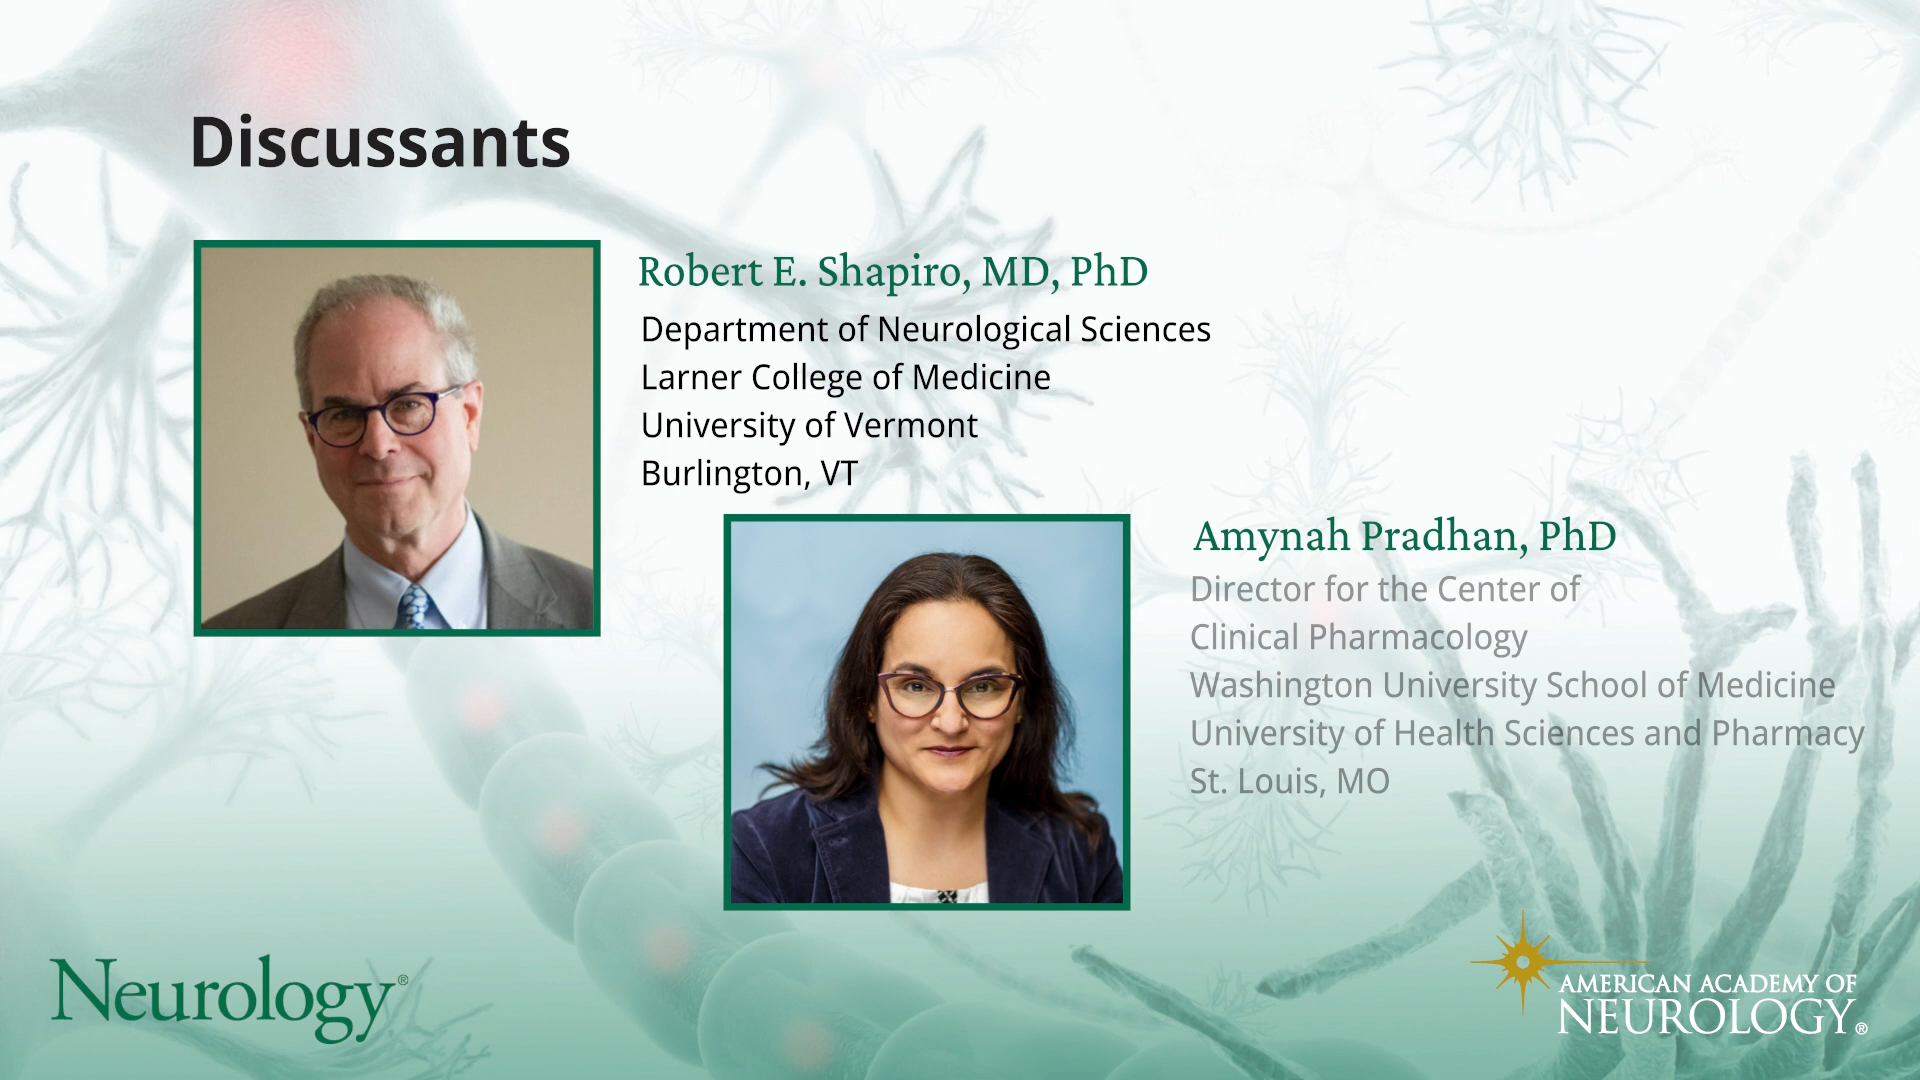 Discussants
Robert E. Shapiro, MD, PhD
Department of Neurological Sciences
Larner College of Medicine
University of Vermont
Burlington, VT
Amynah Pradhan, PhD
Director for the Center of
Clinical Pharmacology
Washington University School of Medicine
University of Health Sciences and Pharmacy
St. Louis, MO
Neurology®
AMERICAN ACADEMY OF
NEUROLOGY®